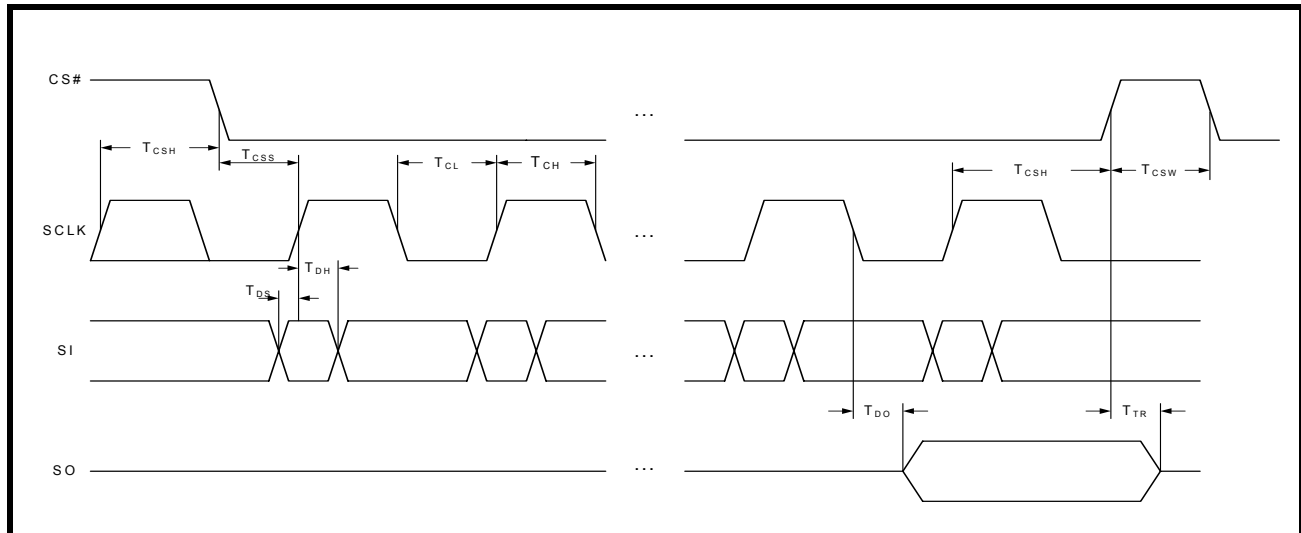 CS#
...
TCSH
TCSS
TCL
TCH
TCSH
TCSW
SCLK
...
TDH
TDS
SI
...
TDO
TTR
SO
...